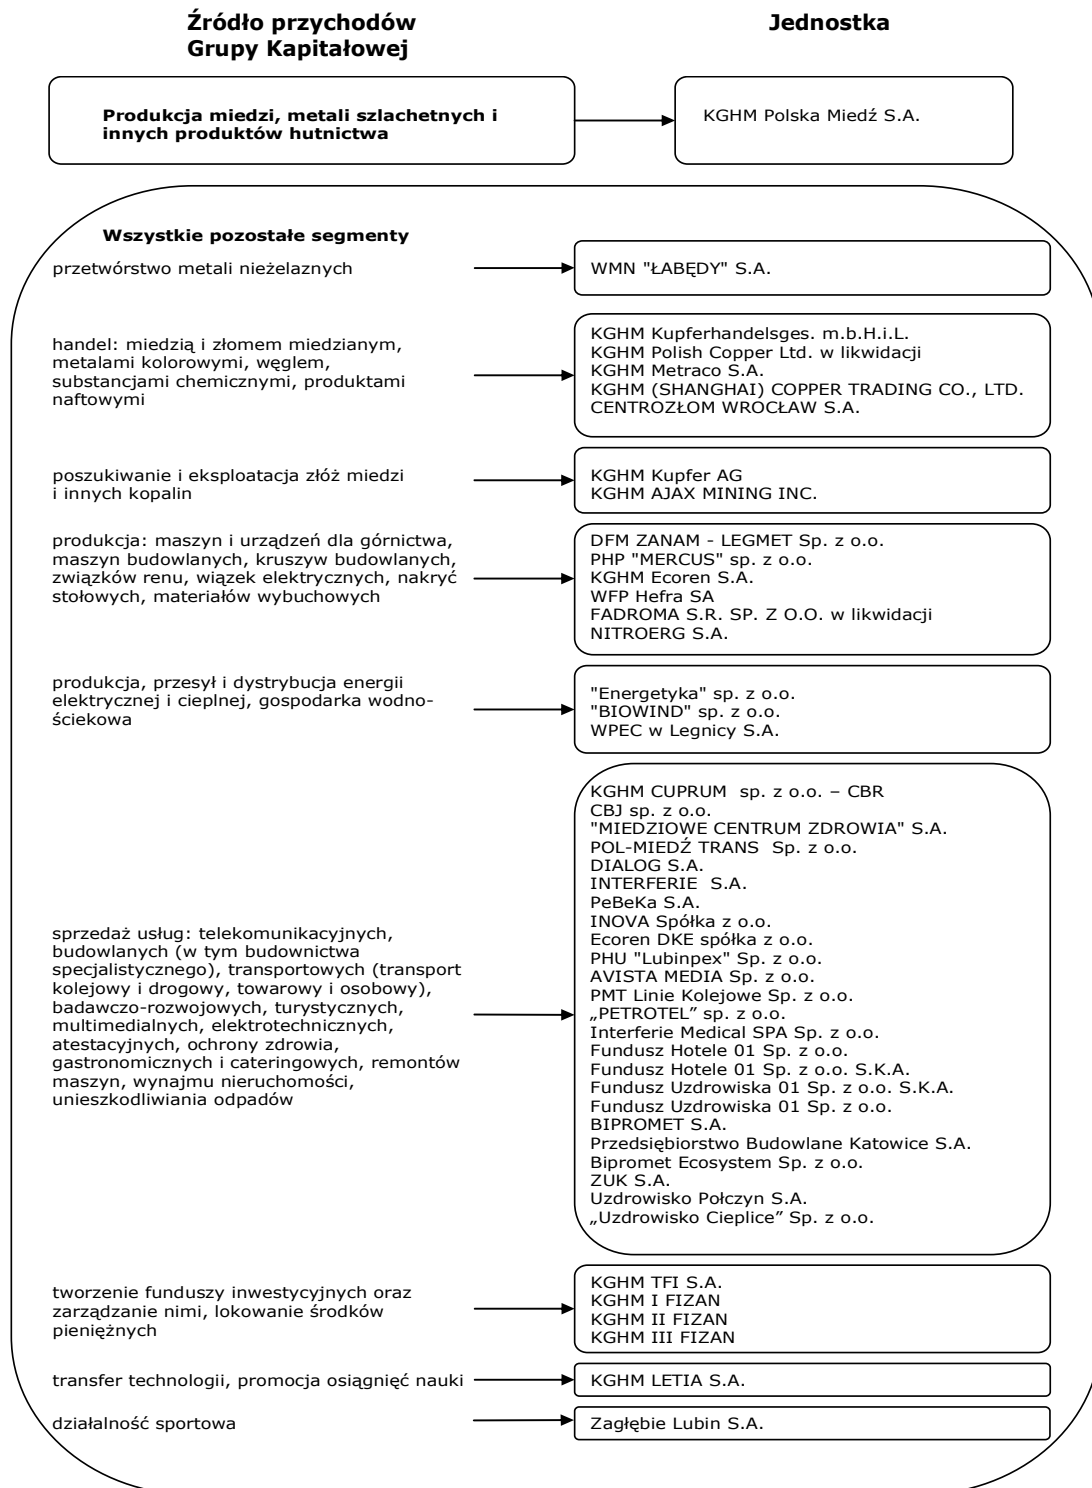 Źródło przychodów
Grupy Kapitałowej
Jednostka
Produkcja miedzi, metali szlachetnych i
innych produktów hutnictwa
KGHM Polska Miedź S.A.
Wszystkie pozostałe segmenty
przetwórstwo metali nieżelaznych
WMN "ŁABĘDY" S.A.
handel: miedzią i złomem miedzianym,
metalami kolorowymi, węglem,
substancjami chemicznymi, produktami
naftowymi
KGHM Kupferhandelsges. m.b.H.i.L.
KGHM Polish Copper Ltd. w likwidacji
KGHM Metraco S.A.
KGHM (SHANGHAI) COPPER TRADING CO., LTD.
CENTROZŁOM WROCŁAW S.A.
poszukiwanie i eksploatacja złóż miedzi
i innych kopalin
KGHM Kupfer AG
KGHM AJAX MINING INC.
produkcja: maszyn i urządzeń dla górnictwa,
maszyn budowlanych, kruszyw budowlanych,
związków renu, wiązek elektrycznych, nakryć
stołowych, materiałów wybuchowych
DFM ZANAM - LEGMET Sp. z o.o.
PHP "MERCUS" sp. z o.o.
KGHM Ecoren S.A.
WFP Hefra SA
FADROMA S.R. SP. Z O.O. w likwidacji
NITROERG S.A.
produkcja, przesył i dystrybucja energii
elektrycznej i cieplnej, gospodarka wodno-
ściekowa
"Energetyka" sp. z o.o.
"BIOWIND" sp. z o.o.
WPEC w Legnicy S.A.
sprzedaż usług: telekomunikacyjnych,
budowlanych (w tym budownictwa
specjalistycznego), transportowych (transport
kolejowy i drogowy, towarowy i osobowy),
badawczo-rozwojowych, turystycznych,
multimedialnych, elektrotechnicznych,
atestacyjnych, ochrony zdrowia,
gastronomicznych i cateringowych, remontów
maszyn, wynajmu nieruchomości,
unieszkodliwiania odpadów
KGHM CUPRUM sp. z o.o. – CBR
CBJ sp. z o.o.
"MIEDZIOWE CENTRUM ZDROWIA" S.A.
POL-MIEDŹ TRANS Sp. z o.o.
DIALOG S.A.
INTERFERIE S.A.
PeBeKa S.A.
INOVA Spółka z o.o.
Ecoren DKE spółka z o.o.
PHU "Lubinpex" Sp. z o.o.
AVISTA MEDIA Sp. z o.o.
PMT Linie Kolejowe Sp. z o.o.
„PETROTEL” sp. z o.o.
Interferie Medical SPA Sp. z o.o.
Fundusz Hotele 01 Sp. z o.o.
Fundusz Hotele 01 Sp. z o.o. S.K.A.
Fundusz Uzdrowiska 01 Sp. z o.o. S.K.A.
Fundusz Uzdrowiska 01 Sp. z o.o.
BIPROMET S.A.
Przedsiębiorstwo Budowlane Katowice S.A.
Bipromet Ecosystem Sp. z o.o.
ZUK S.A.
Uzdrowisko Połczyn S.A.
„Uzdrowisko Cieplice” Sp. z o.o.
tworzenie funduszy inwestycyjnych oraz
zarządzanie nimi, lokowanie środków
pieniężnych
KGHM TFI S.A.
KGHM I FIZAN
KGHM II FIZAN
KGHM III FIZAN
transfer technologii, promocja osiągnięć nauki
KGHM LETIA S.A.
działalność sportowa
Zagłębie Lubin S.A.